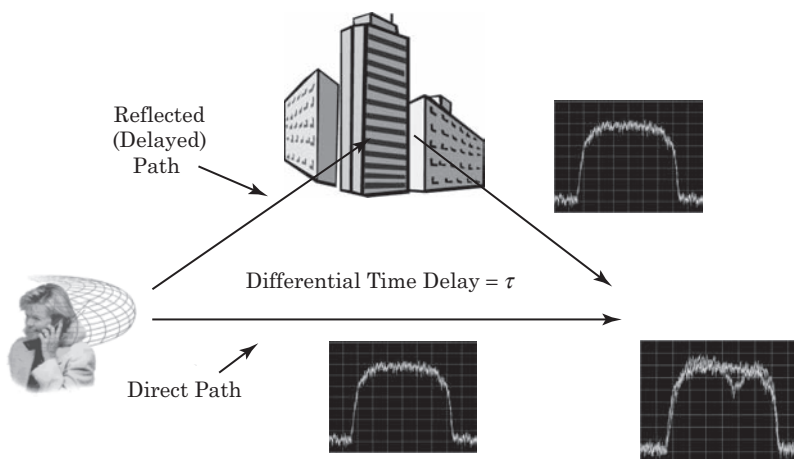 Reflected
(Delayed)
Path
Differential Time Delay = τ
Direct Path